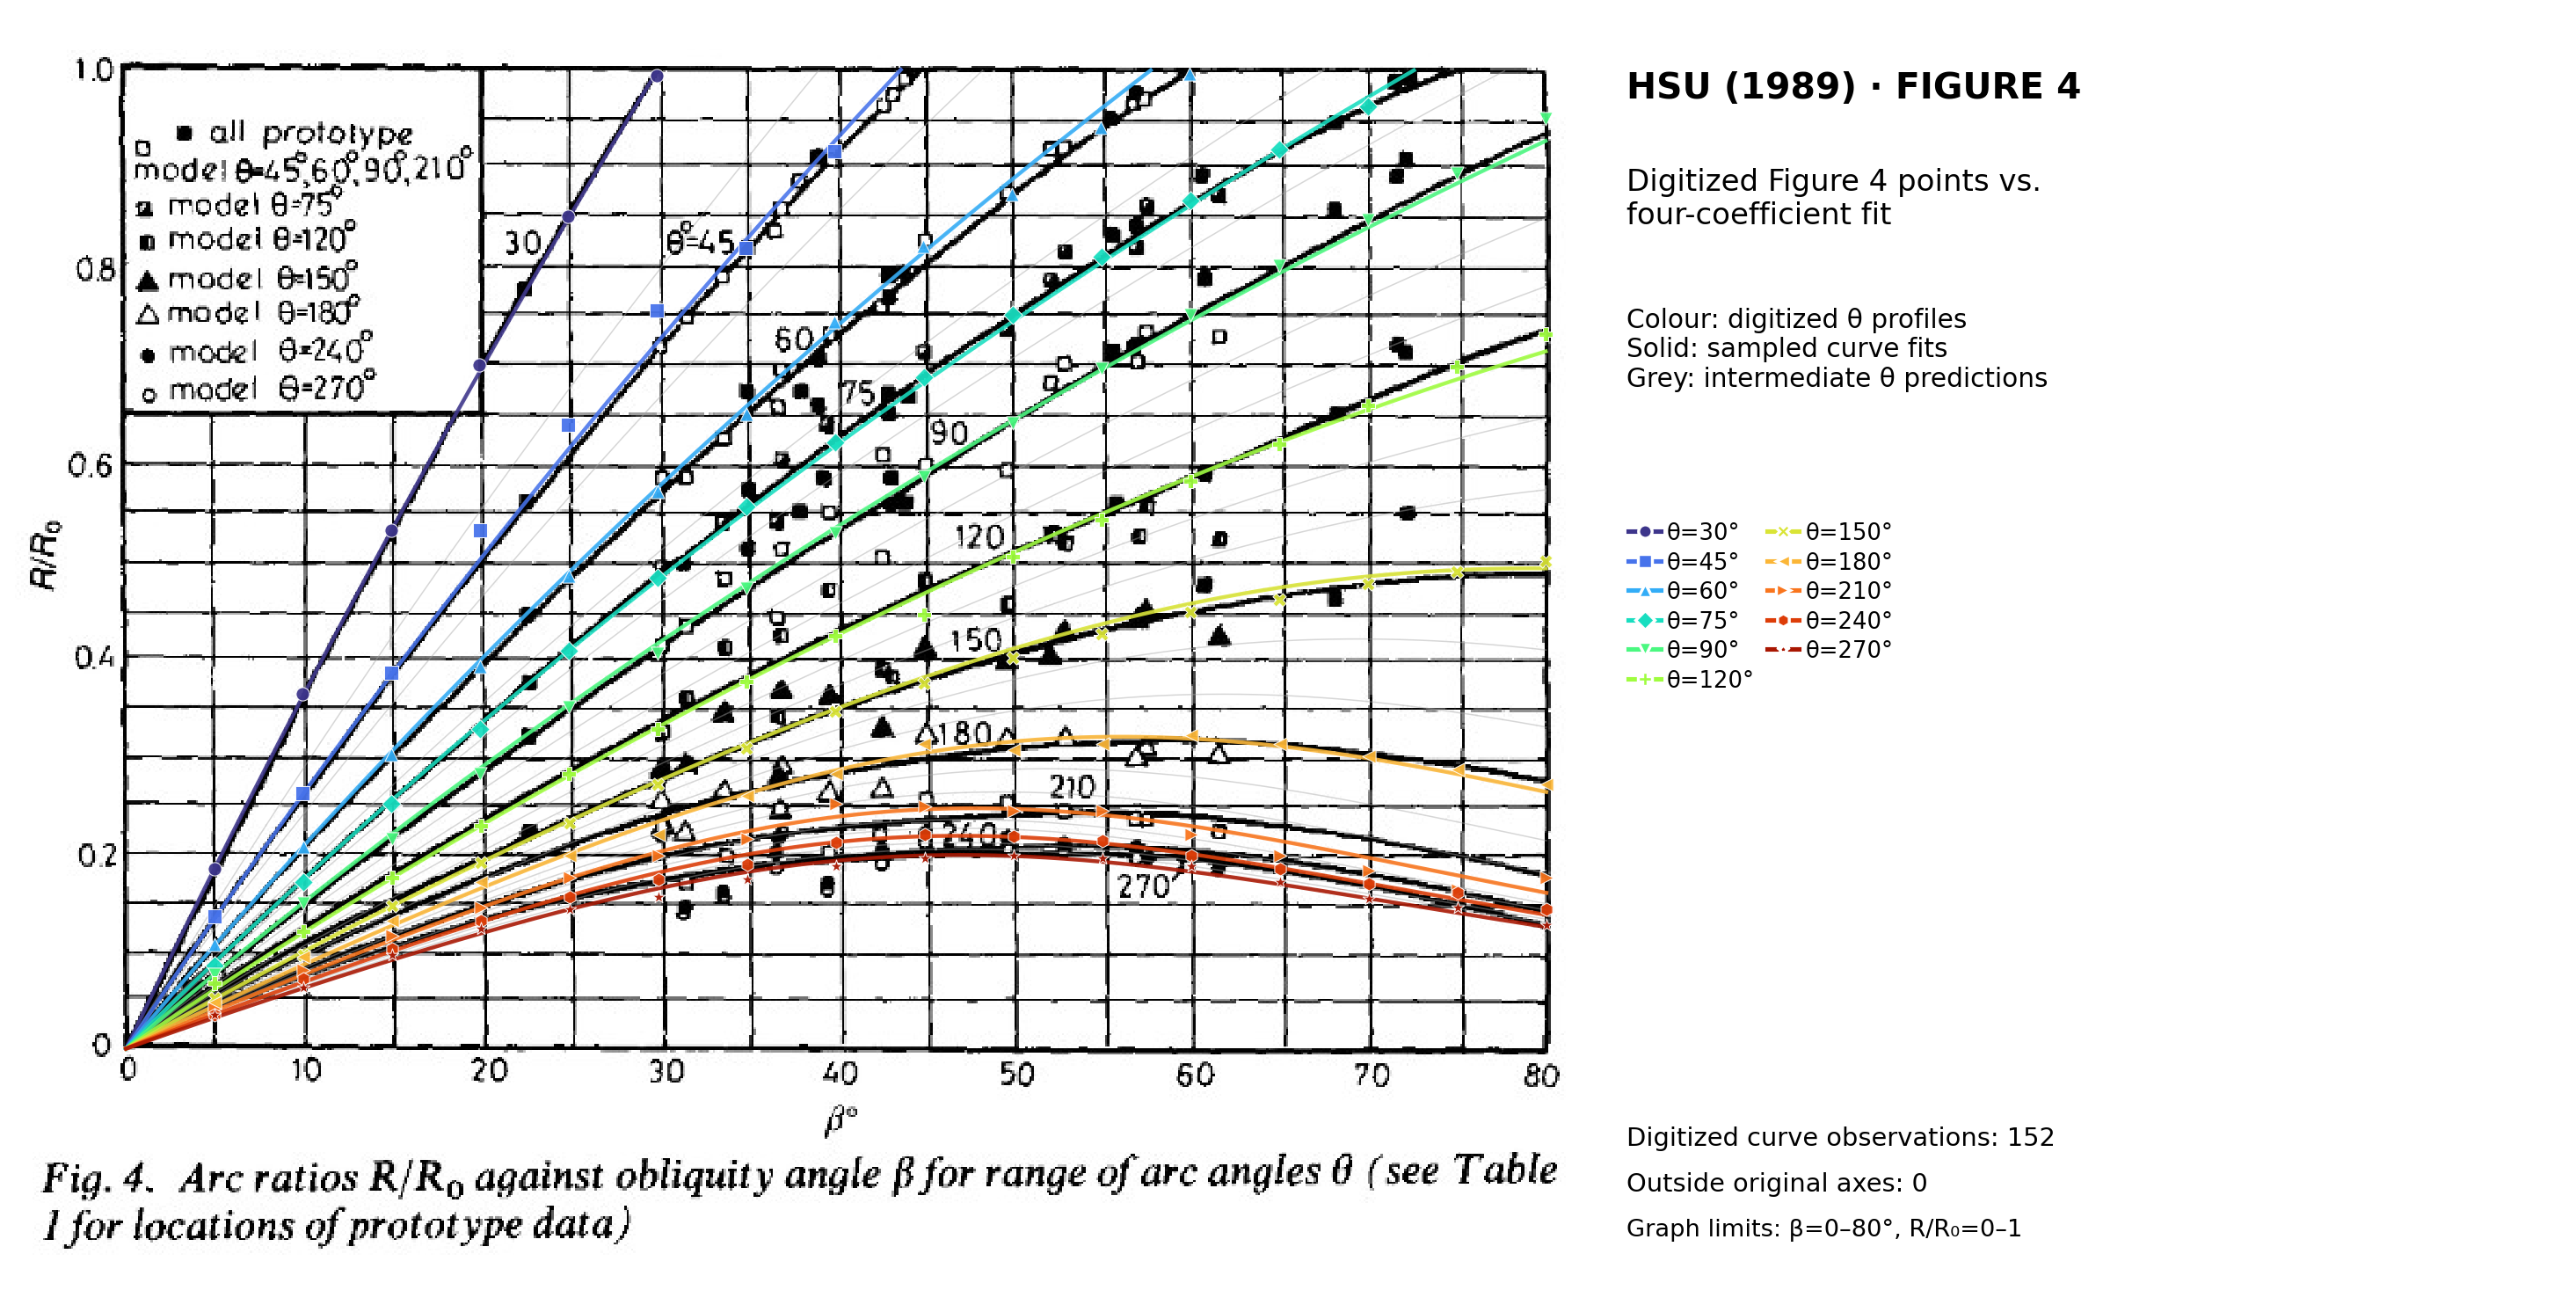 1.0
0.8
0.6
0.4
0.2
0
R/R₀
■ all prototype
□
model θ=45°,60°,90°,210°
model θ=75°
model θ=120°
▲ model θ=150°
△ model θ=180°
● model θ=240°
○ model θ=270°
30
θ°=45
60
75
90
120
150
180
210
240
270
0 10 20 30 40 50 60 70 80
β°
Fig. 4. Arc ratios R/R₀ against obliquity angle β for range of arc angles θ (see Table
1 for locations of prototype data)
HSU (1989) · FIGURE 4
Digitized Figure 4 points vs.
four-coefficient fit
Colour: digitized θ profiles
Solid: sampled curve fits
Grey: intermediate θ predictions
θ=30° θ=150°
θ=45° θ=180°
θ=60° θ=210°
θ=75° θ=240°
θ=90° θ=270°
θ=120°
Digitized curve observations: 152
Outside original axes: 0
Graph limits: β=0–80°, R/R₀=0–1